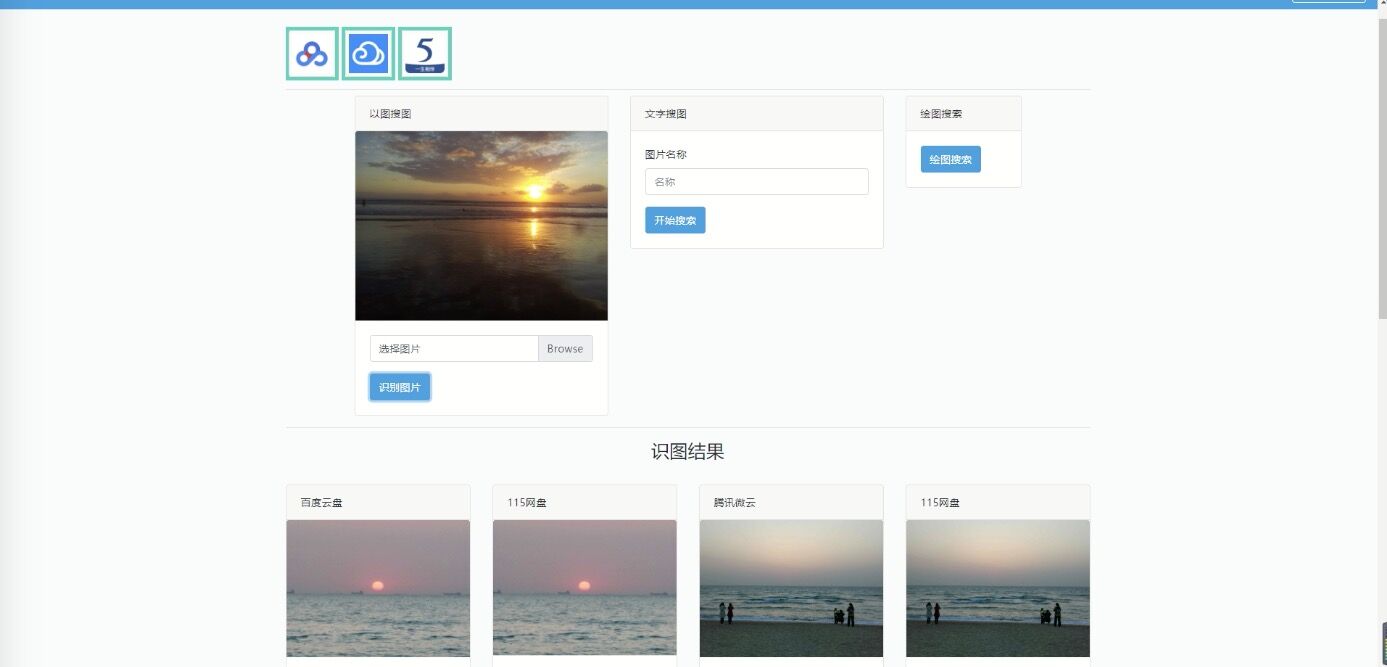 5
以图搜图
文字搜图
绘图搜索
图片名称
名称
绘图搜索
开始搜索
选择图片
Browse
识别图片
识图结果
百度云盘
115网盘
腾讯微云
115网盘